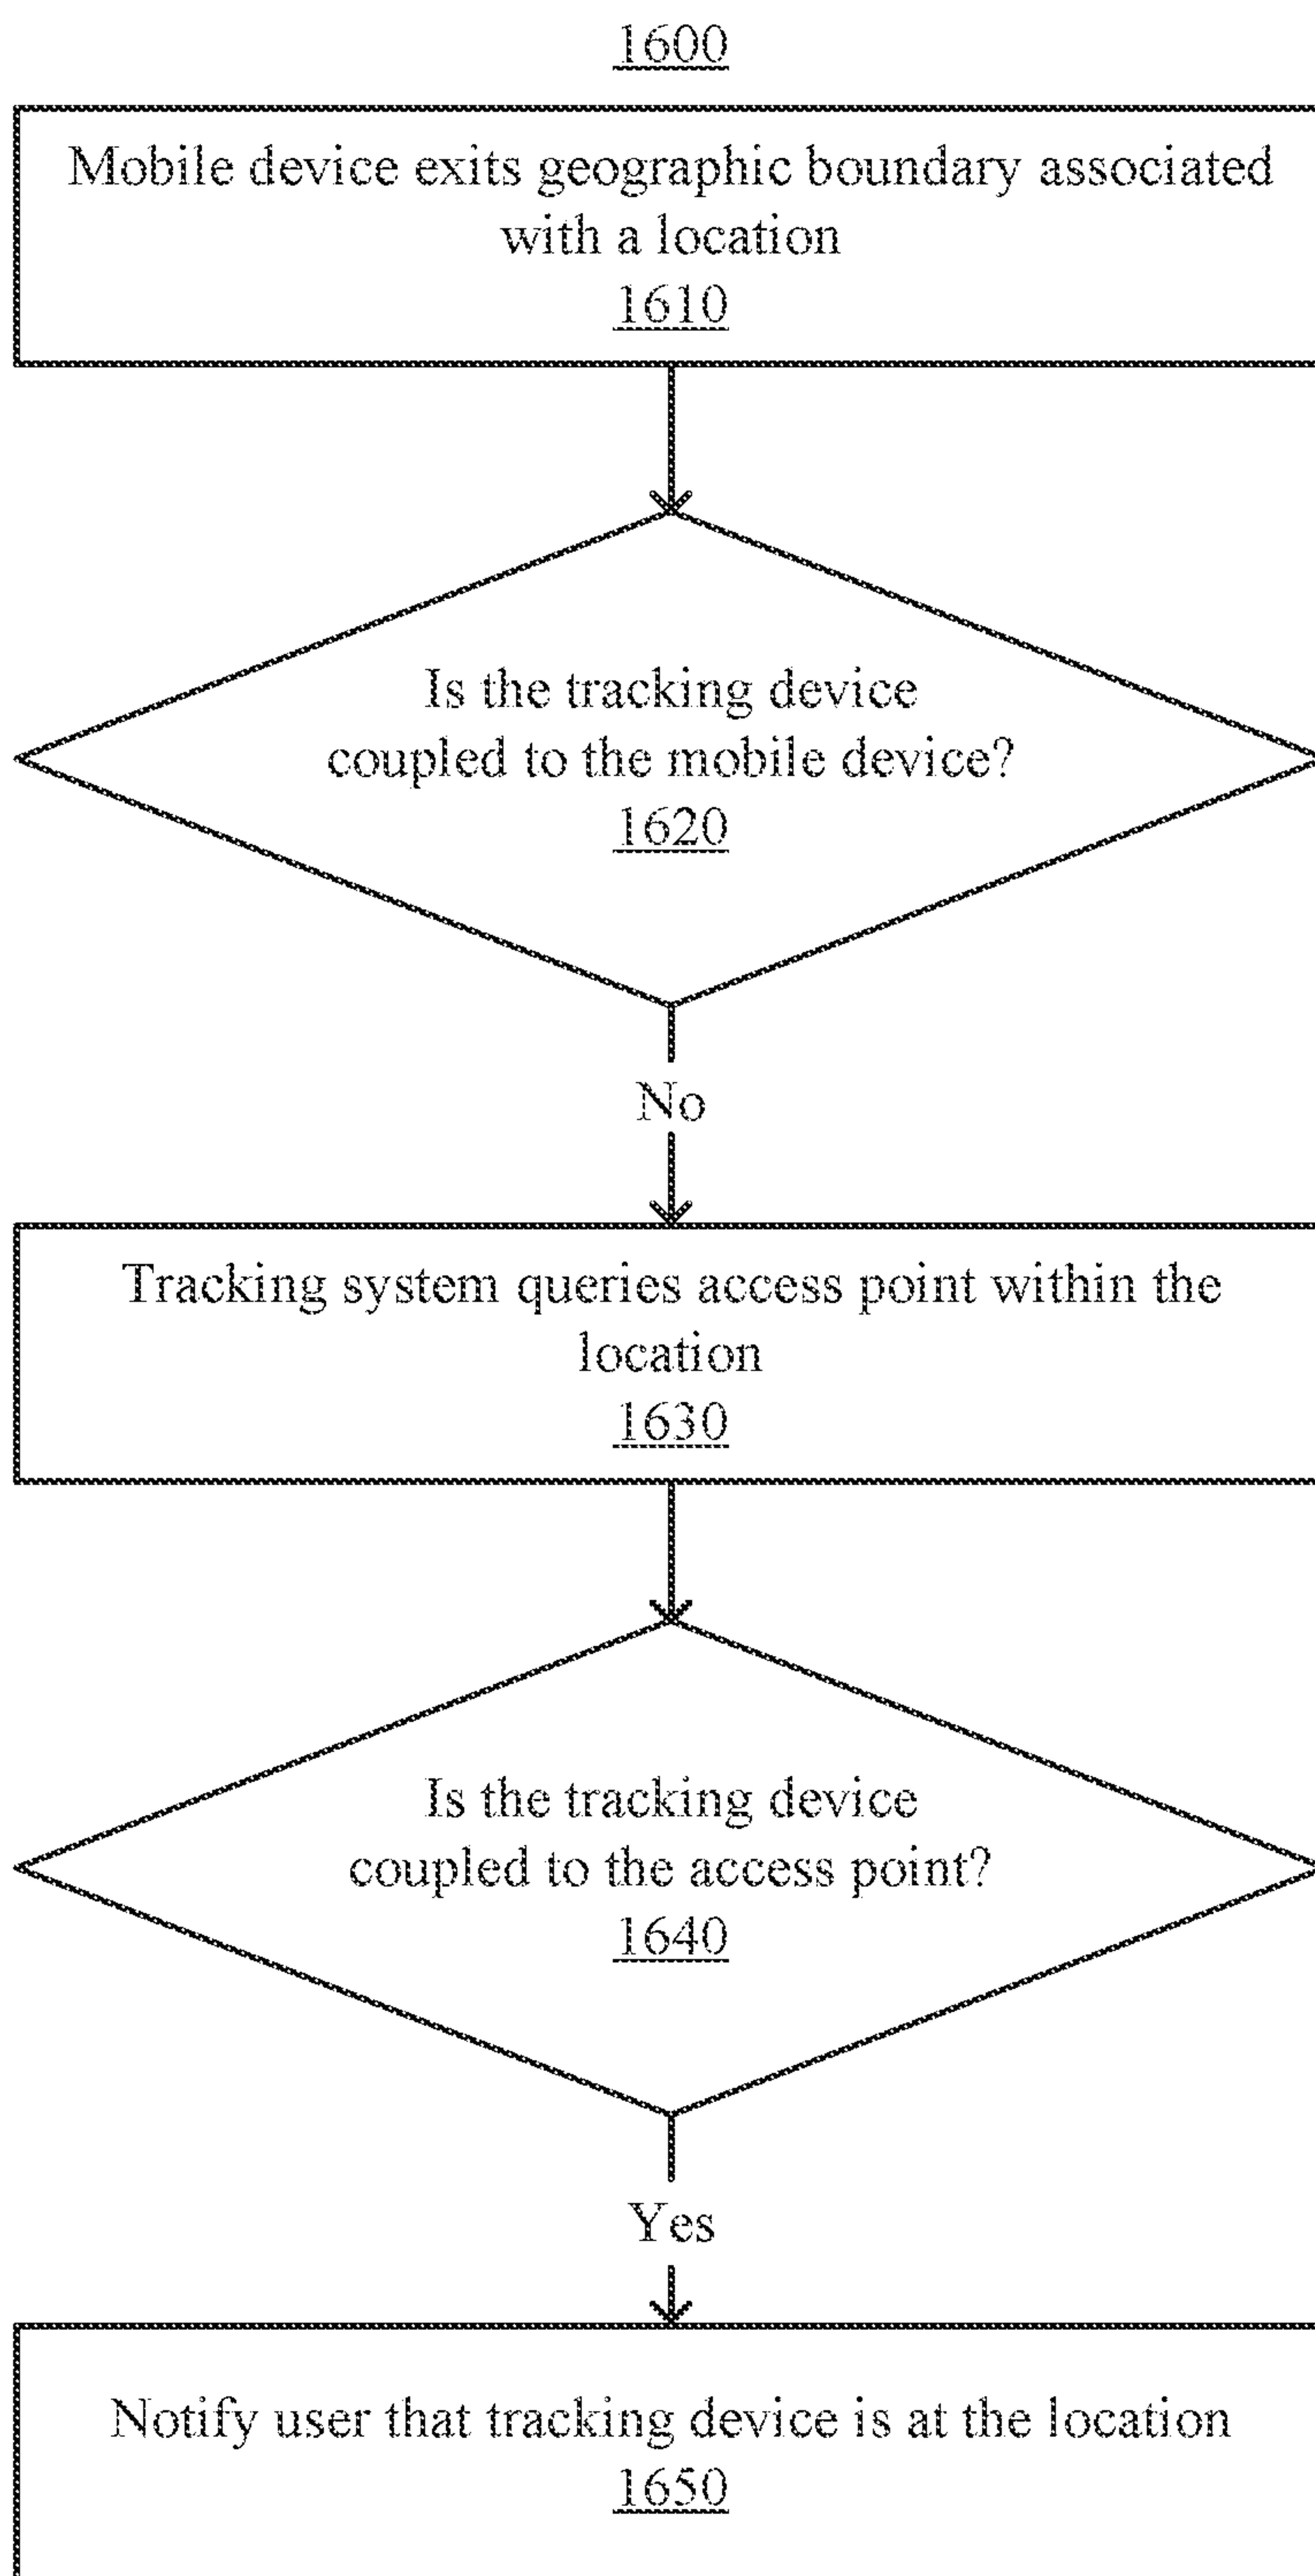 1600
Mobile device exits geographic boundary associated
with a location
1610
Is the tracking device
coupled to the mobile device?
1620
No
Tracking system queries access point within the
location
1630
Is the tracking device
coupled to the access point?
1640
Yes
Notify user that tracking device is at the location
1650